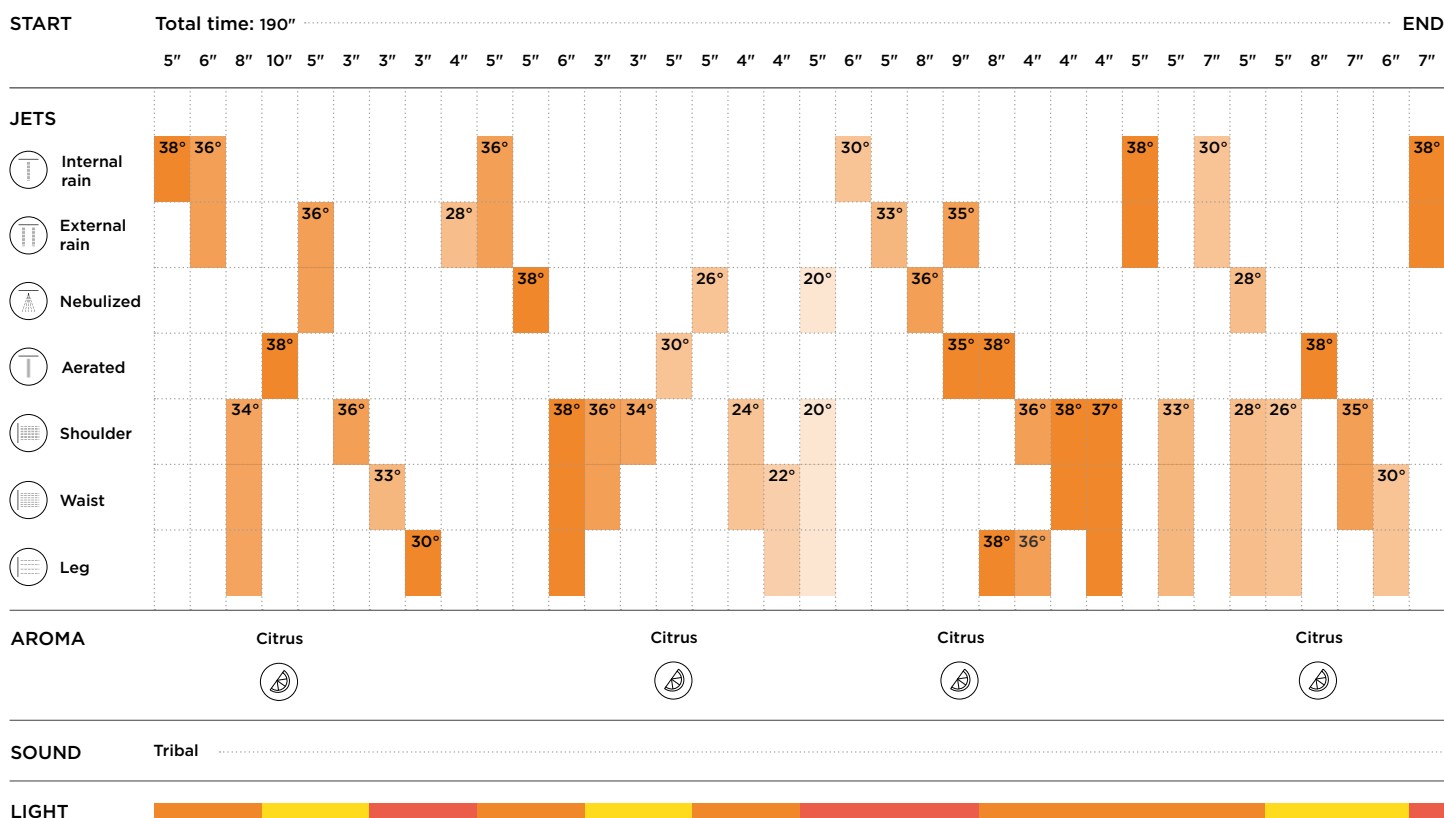 START Total time: 190" END
5" 6" 8" 10" 5" 3" 3" 3" 4" 5" 5" 6" 3" 3" 5" 5" 4" 4" 5" 6" 5" 8" 9" 8" 4" 4" 4" 5" 5" 7" 5" 5" 8" 7" 6" 7"
JETS
38° 36° 36° 30° 38° 30° 38°
Internal
rain
36° 28° 33° 35°
External
rain
38° 26° 20° 36° 28°
Nebulized
38° 30° 35° 38° 38°
Aerated
34° 36° 38° 36° 34° 24° 20° 36° 38° 37° 33° 28° 26° 35°
Shoulder
33° 22° 30°
Waist
30° 38° 36°
Leg
AROMA Citrus Citrus Citrus Citrus
SOUND Tribal
LIGHT